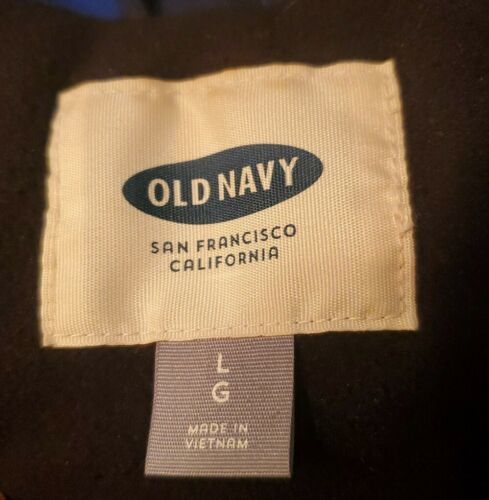 OLD NAVY
SAN FRANCISCO
CALIFORNIA
L
G
MADE IN
VIETNAM